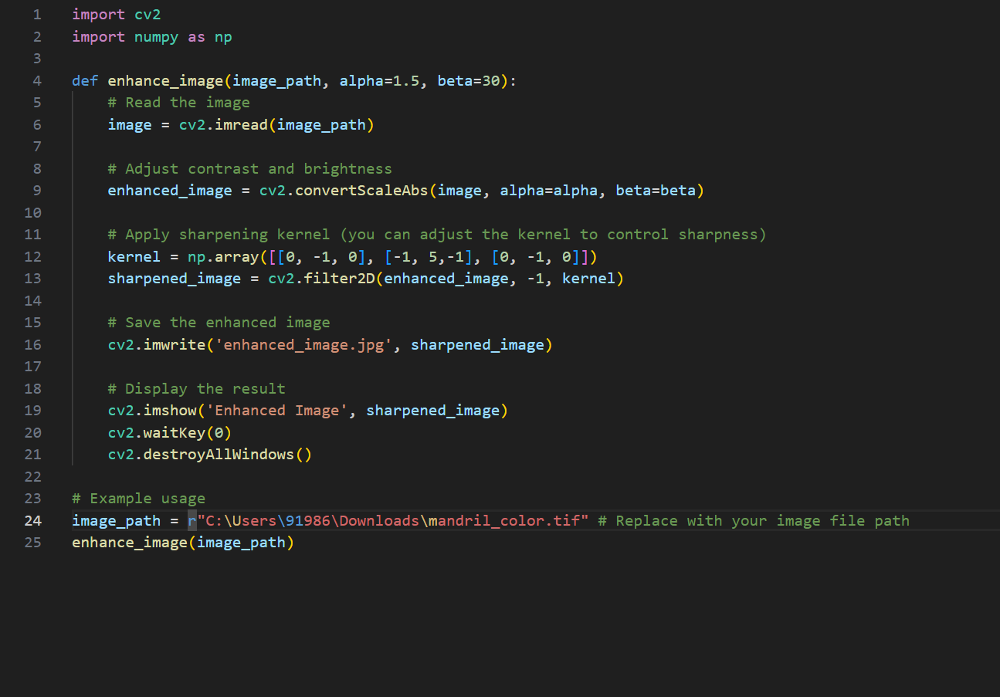 1 import cv2
2 import numpy as np
3
4 def enhance_image(image_path, alpha=1.5, beta=30):
5     # Read the image
6     image = cv2.imread(image_path)
7
8     # Adjust contrast and brightness
9     enhanced_image = cv2.convertScaleAbs(image, alpha=alpha, beta=beta)
10
11     # Apply sharpening kernel (you can adjust the kernel to control sharpness)
12     kernel = np.array([[0, -1, 0], [-1, 5,-1], [0, -1, 0]])
13     sharpened_image = cv2.filter2D(enhanced_image, -1, kernel)
14
15     # Save the enhanced image
16     cv2.imwrite('enhanced_image.jpg', sharpened_image)
17
18     # Display the result
19     cv2.imshow('Enhanced Image', sharpened_image)
20     cv2.waitKey(0)
21     cv2.destroyAllWindows()
22
23 # Example usage
24 image_path = r"C:\Users\91986\Downloads\mandril_color.tif" # Replace with your image file path
25 enhance_image(image_path)